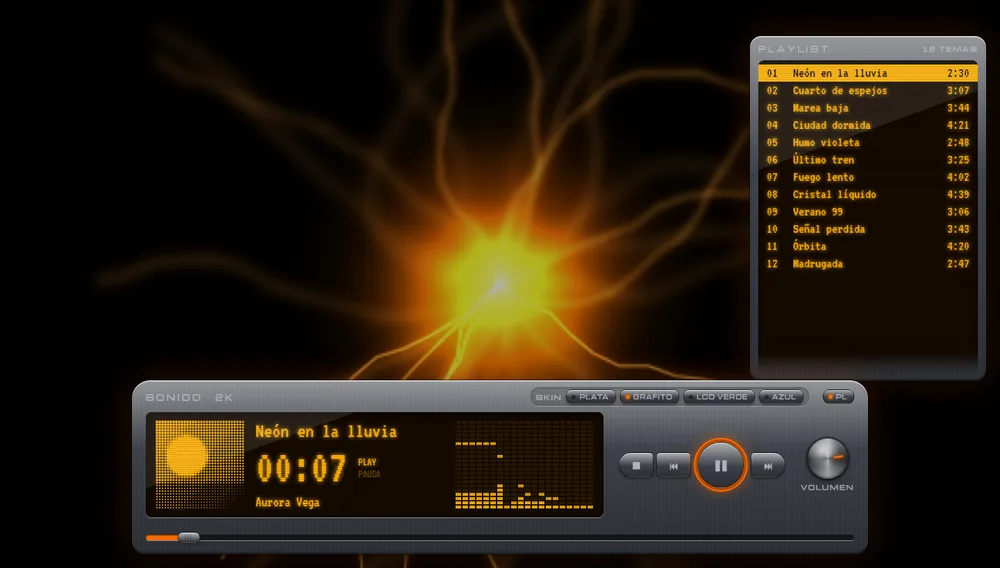 PLAYLIST 12 TEMAS
01 Neón en la lluvia 2:30
02 Cuarto de espejos 3:07
03 Marea baja 3:44
04 Ciudad dormida 4:21
05 Humo violeta 2:48
06 Último tren 3:25
07 Fuego lento 4:02
08 Cristal líquido 4:39
09 Verano 99 3:06
10 Señal perdida 3:43
11 Órbita 4:20
12 Madrugada 2:47
SONIDO · 2K
SKIN PLATA GRAFITO LCD VERDE AZUL PL
Neón en la lluvia
00:07 PLAY
PAUSA
Aurora Vega
VOLUMEN